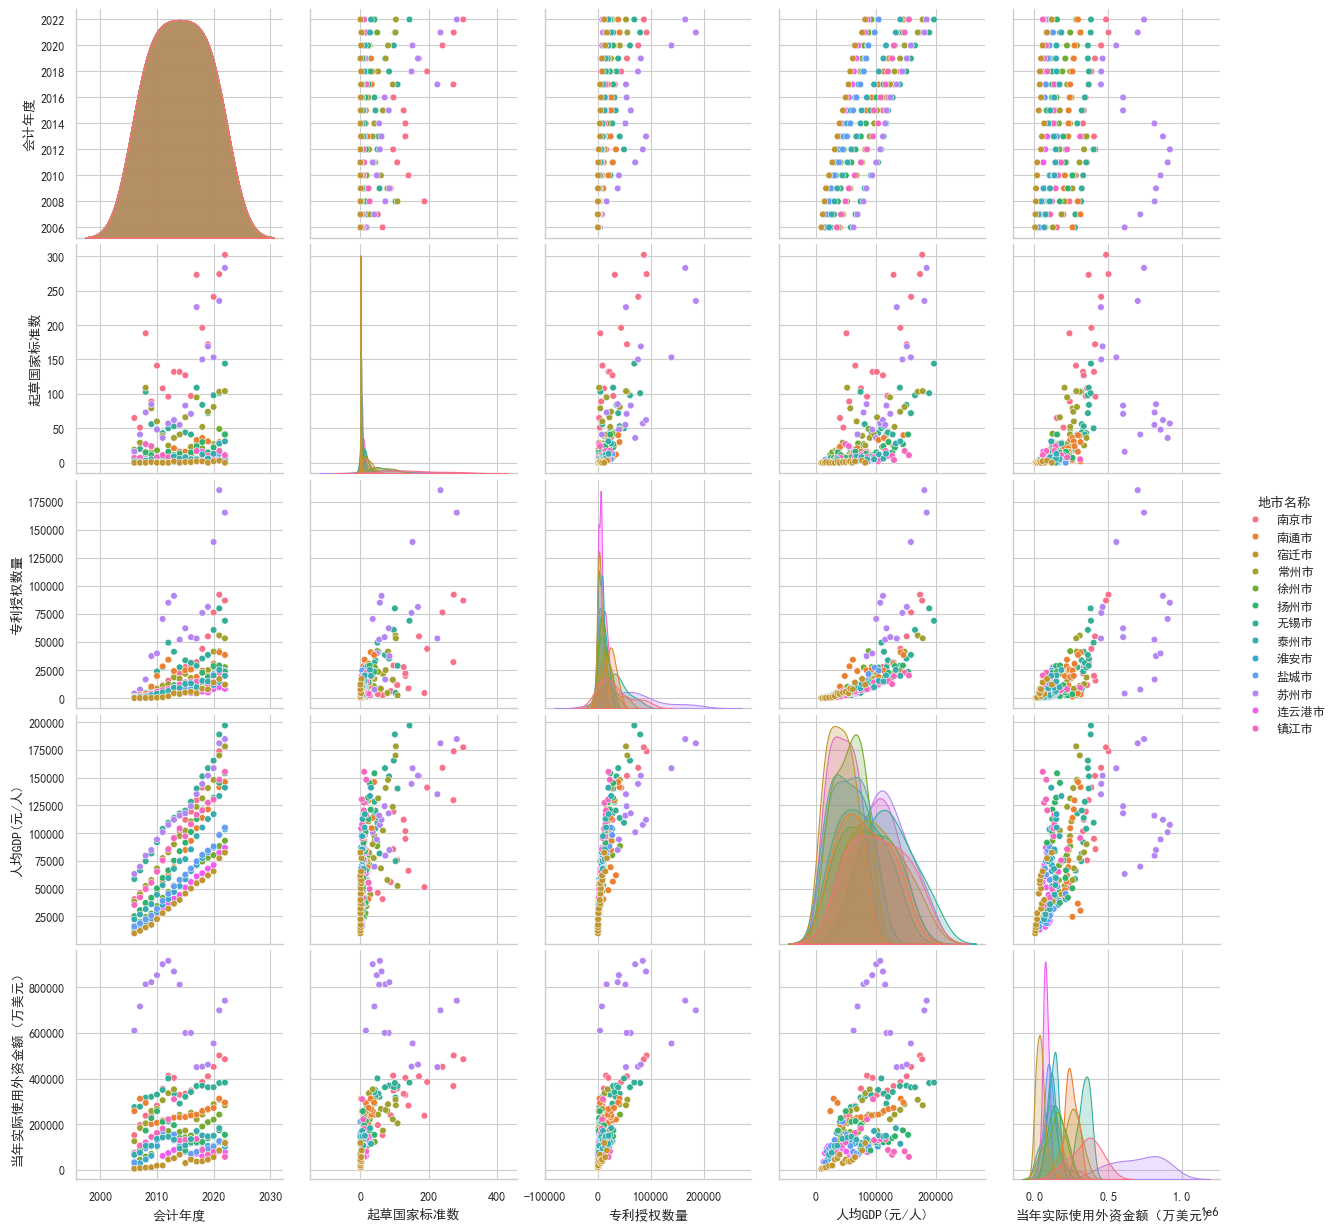 2022
2020
2018
2016
2014
2012
2010
2008
2006
会计年度
300
250
200
150
100
50
0
起草国家标准数
175000
150000
125000
100000
75000
50000
25000
0
专利授权数量
200000
175000
150000
125000
100000
75000
50000
25000
人均GDP(元/人)
800000
600000
400000
200000
0
当年实际使用外资金额（万美元）
2000 2010 2020 2030
会计年度
0 200 400
起草国家标准数
−100000 0 100000 200000
专利授权数量
0 100000 200000
人均GDP(元/人)
0.0 0.5 1.0
1e6
当年实际使用外资金额（万美元）
地市名称
南京市
南通市
宿迁市
常州市
徐州市
扬州市
无锡市
泰州市
淮安市
盐城市
苏州市
连云港市
镇江市